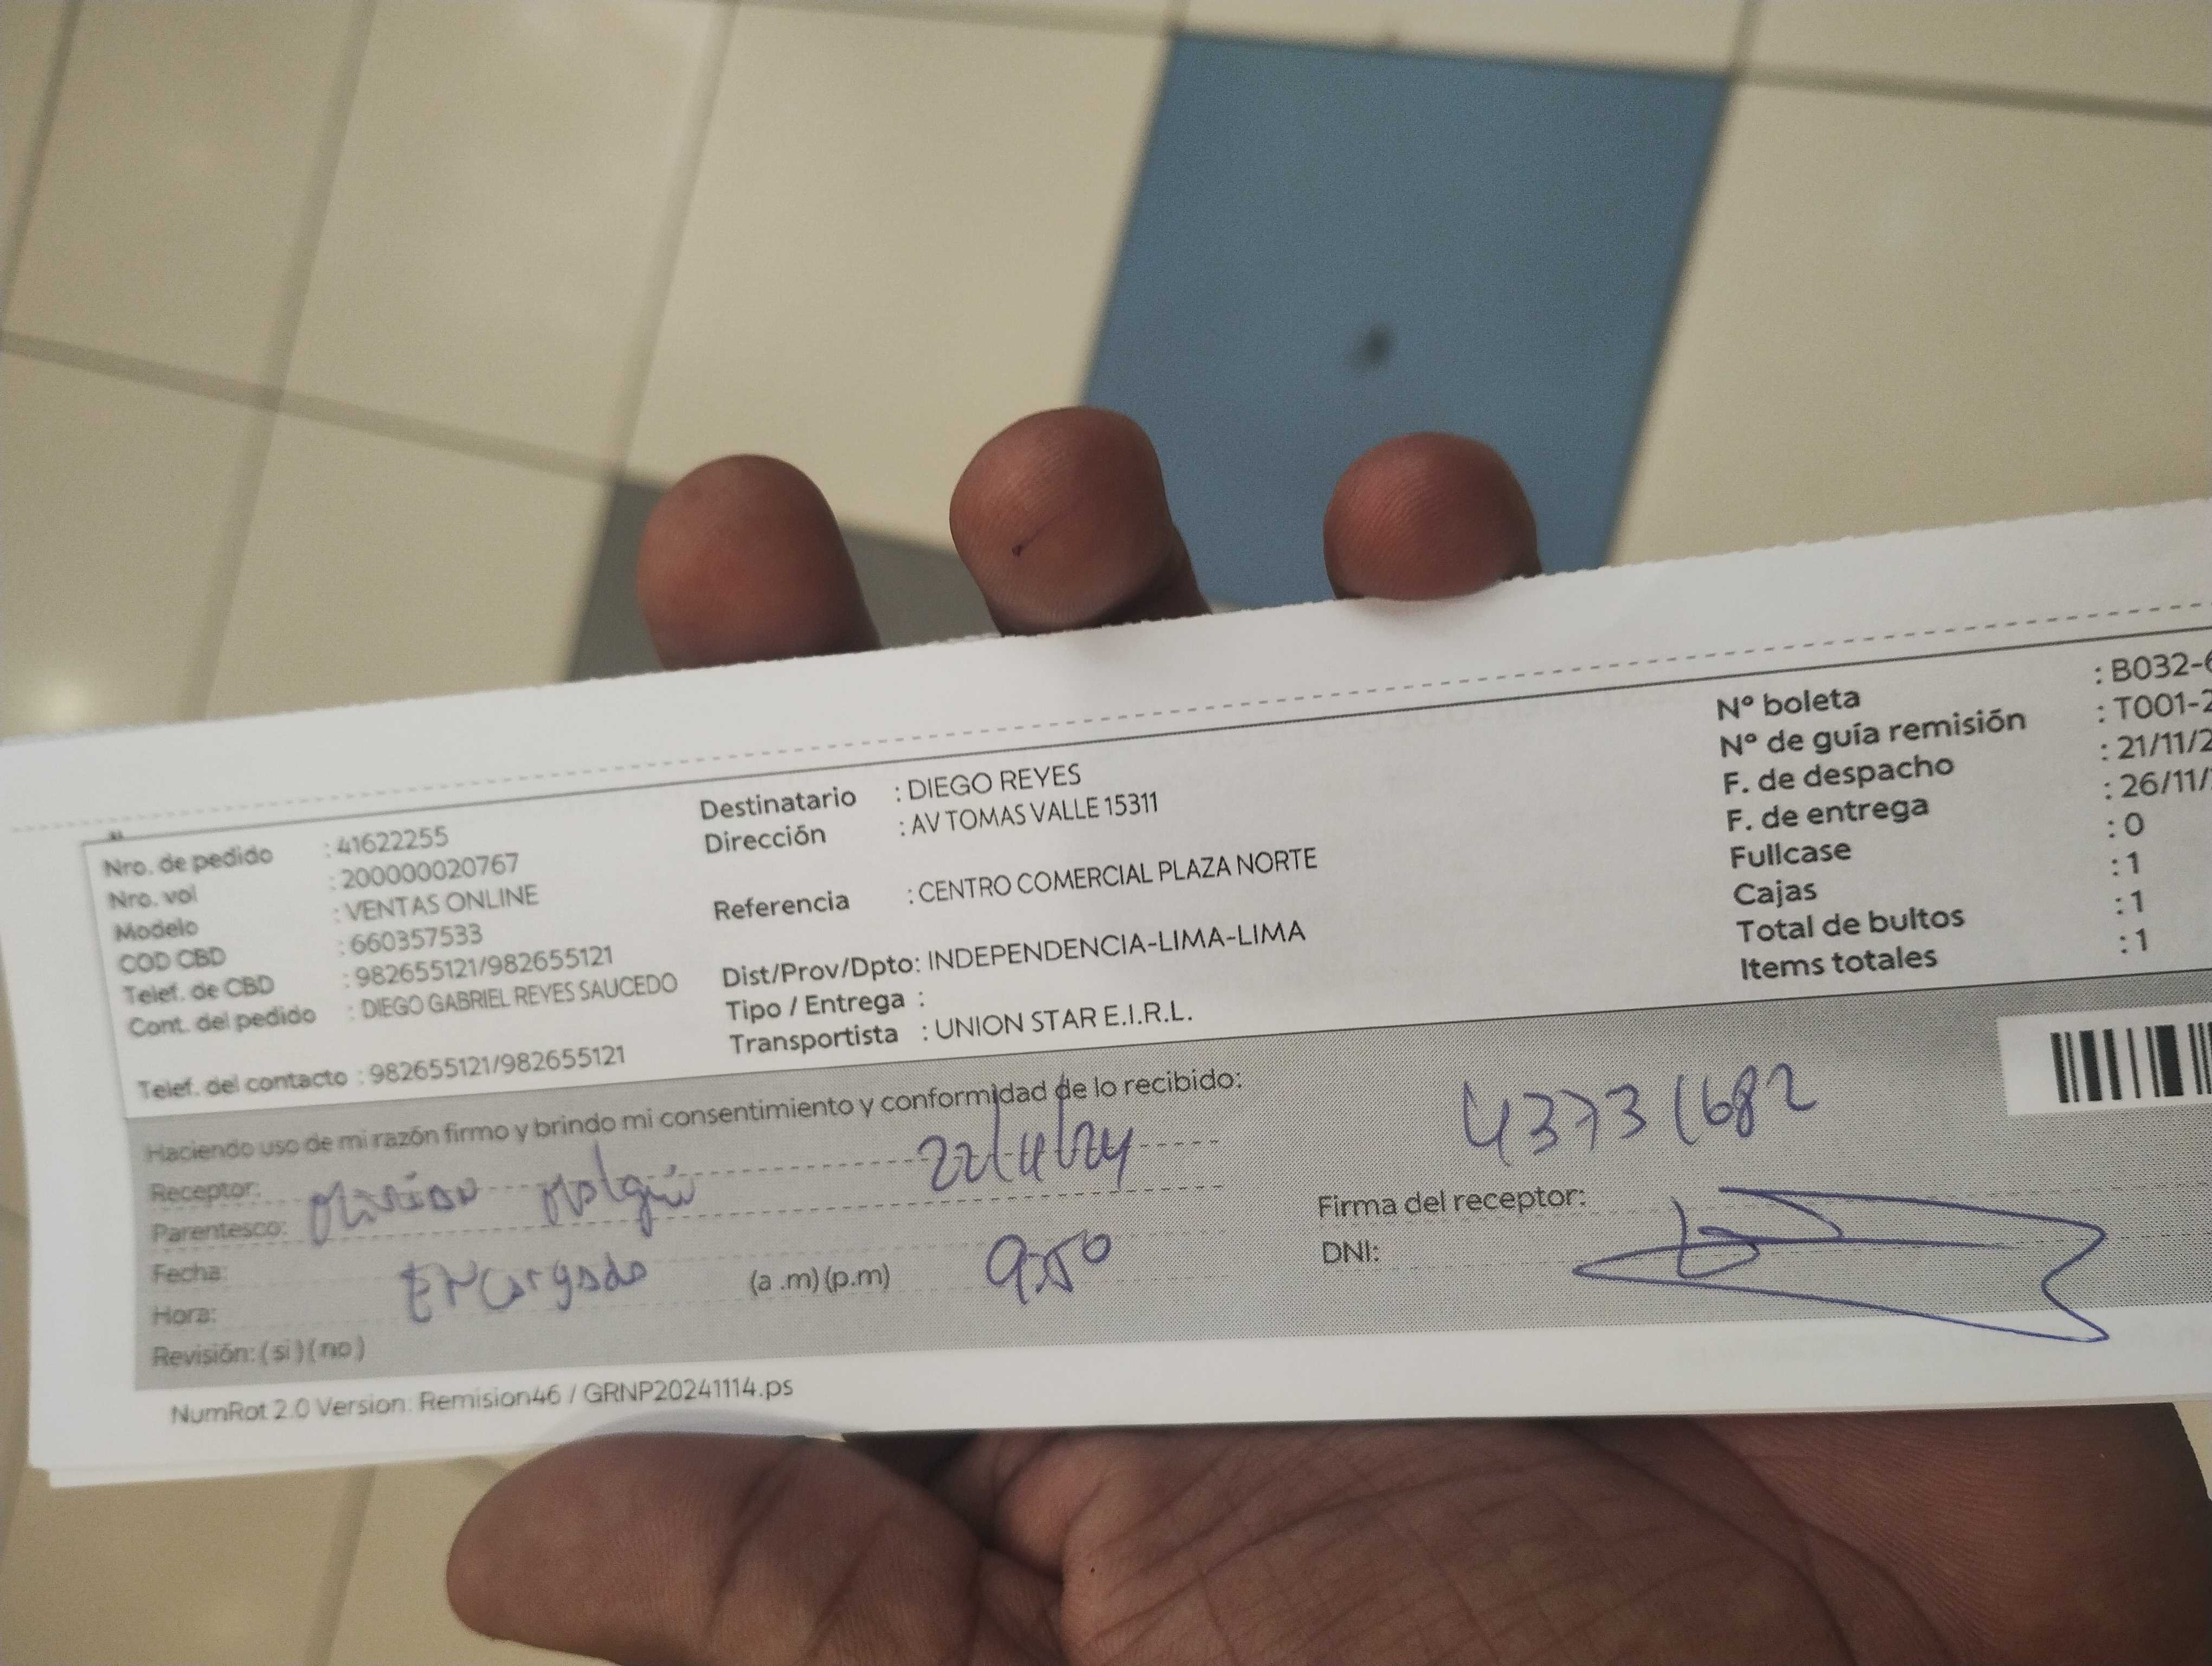 Nro. de pedido : 41622255
Nro. vol : 200000020767
Modelo : VENTAS ONLINE
COD CBD : 660357533
Telef. de CBD : 982655121/982655121
Cont. del pedido : DIEGO GABRIEL REYES SAUCEDO
Telef. del contacto : 982655121/982655121
Destinatario : DIEGO REYES
Dirección : AV TOMAS VALLE 15311
Referencia : CENTRO COMERCIAL PLAZA NORTE
Dist/Prov/Dpto: INDEPENDENCIA-LIMA-LIMA
Tipo / Entrega :
Transportista : UNION STAR E.I.R.L.
Nº boleta : B032-6
Nº de guía remisión : T001-2
F. de despacho : 21/11/2
F. de entrega : 26/11/
Fullcase : 0
Cajas : 1
Total de bultos : 1
Items totales : 1
Haciendo uso de mi razón firmo y brindo mi consentimiento y conformidad de lo recibido:
Receptor: 22/11/24 43731682
Parentesco:
Firma del receptor:
Fecha: Encargado
Hora: (a .m) (p.m) 9:50
DNI:
Revisión: ( si ) ( no )
NumRot 2.0 Version: Remision46 / GRNP20241114.ps